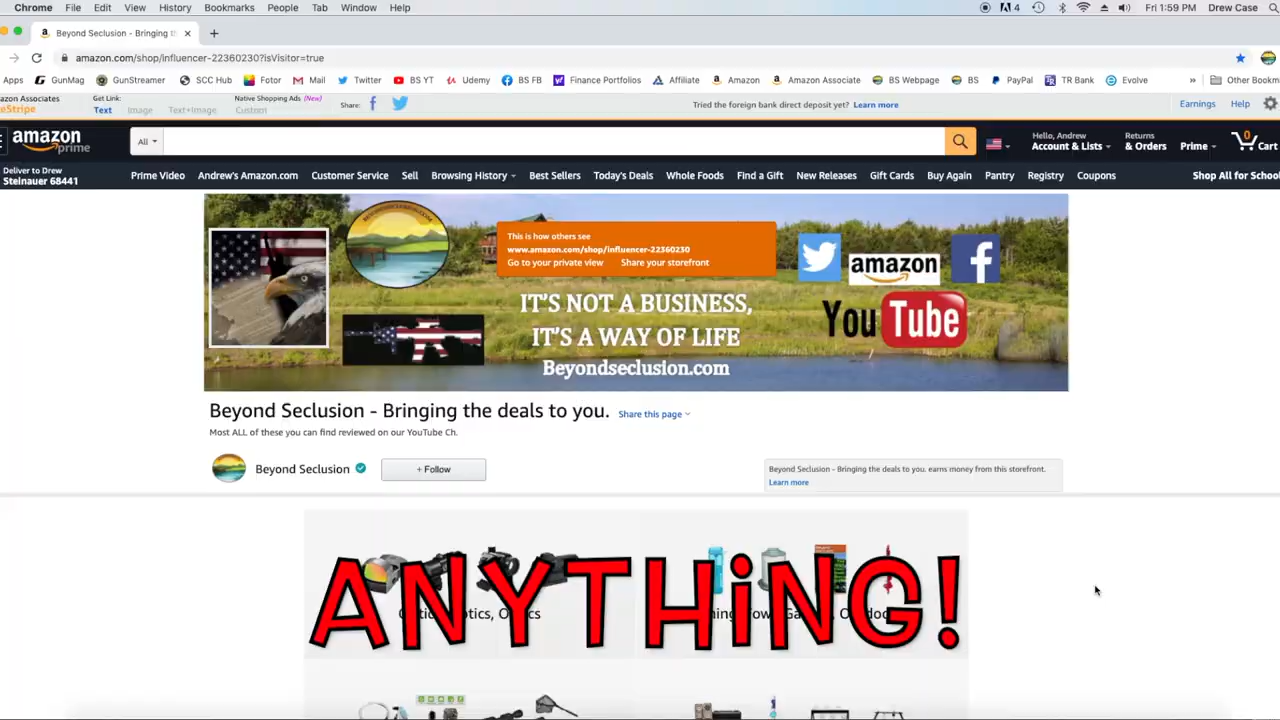 Chrome File Edit View History Bookmarks People Tab Window Help 4 Fri 1:59 PM Drew Case
Beyond Seclusion - Bringing th
amazon.com/shop/influencer-22360230?isVisitor=true
Apps GunMag GunStreamer SCC Hub Fotor Mail Twitter BS YT Udemy BS FB Finance Portfolios Affiliate Amazon Amazon Associate BS Webpage BS PayPal TR Bank Evolve » Other Bookm
azon Associates Get Link: Native Shopping Ads (New) Share: Tried the foreign bank direct deposit yet? Learn more Earnings Help
teStripe Text Image Text+Image Custom
amazon prime All Hello, Andrew Account & Lists Returns & Orders Prime 0 Cart
Deliver to Drew
Steinauer 68441 Prime Video Andrew's Amazon.com Customer Service Sell Browsing History Best Sellers Today's Deals Whole Foods Find a Gift New Releases Gift Cards Buy Again Pantry Registry Coupons Shop All for School
BEYONDSECLUSION.COM
This is how others see
www.amazon.com/shop/influencer-22360230
Go to your private view Share your storefront
amazon
You Tube
IT'S NOT A BUSINESS,
IT'S A WAY OF LIFE
Beyondseclusion.com
Beyond Seclusion - Bringing the deals to you. Share this page
Most ALL of these you can find reviewed on our YouTube Ch.
Beyond Seclusion + Follow
Beyond Seclusion - Bringing the deals to you. earns money from this storefront.
Learn more
ANYTHiNG!